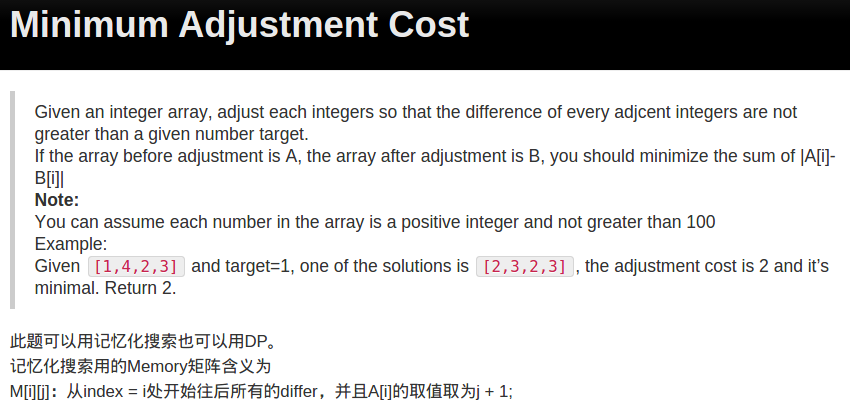 Minimum Adjustment Cost
Given an integer array, adjust each integers so that the difference of every adjcent integers are not
greater than a given number target.
If the array before adjustment is A, the array after adjustment is B, you should minimize the sum of |A[i]-
B[i]|
Note:
You can assume each number in the array is a positive integer and not greater than 100
Example:
Given [1,4,2,3] and target=1, one of the solutions is [2,3,2,3], the adjustment cost is 2 and it’s
minimal. Return 2.
此题可以用记忆化搜索也可以用DP。
记忆化搜索用的Memory矩阵含义为
M[i][j]：从index = i处开始往后所有的differ，并且A[i]的取值取为j + 1;